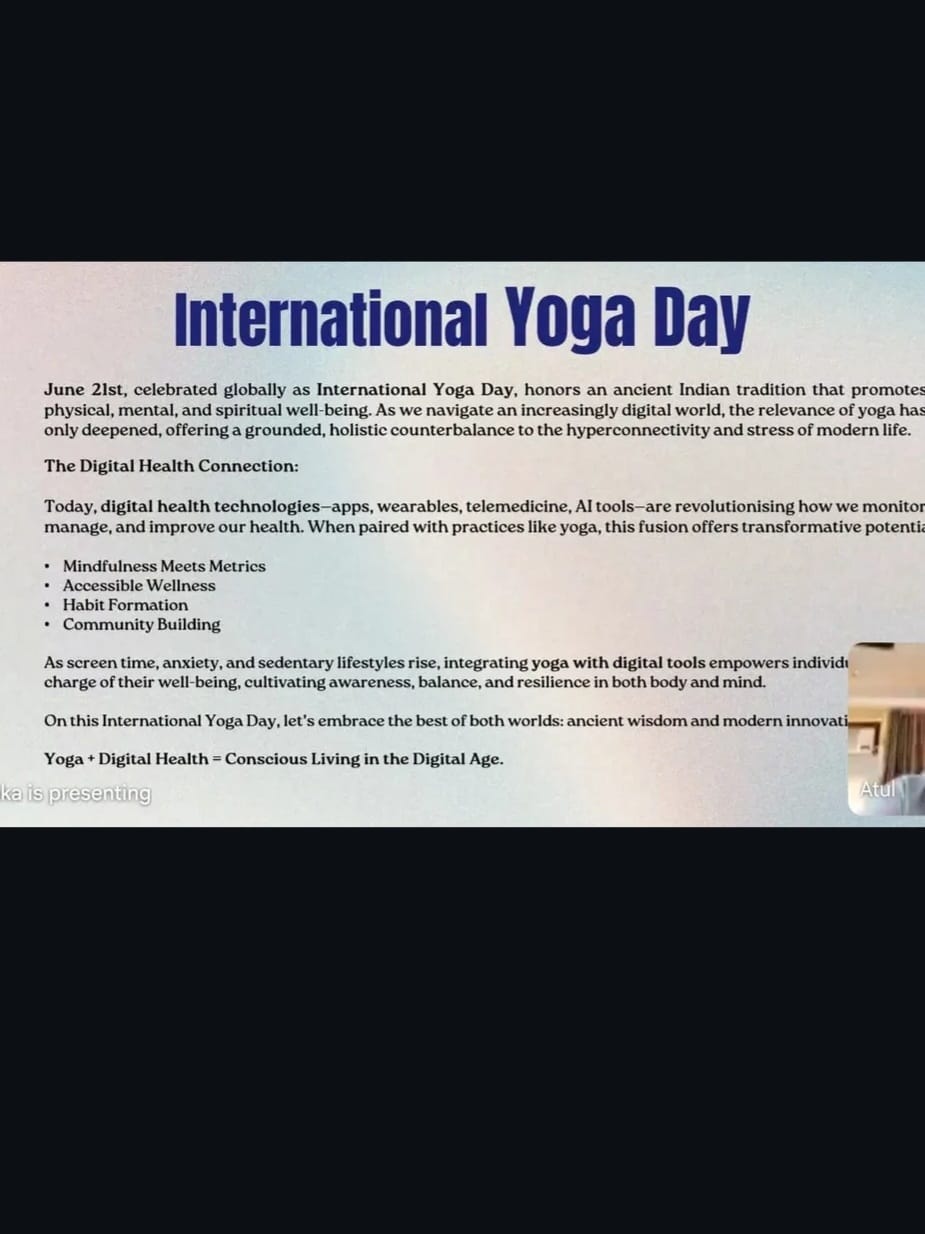 International Yoga Day
June 21st, celebrated globally as International Yoga Day, honors an ancient Indian tradition that promotes
physical, mental, and spiritual well-being. As we navigate an increasingly digital world, the relevance of yoga has
only deepened, offering a grounded, holistic counterbalance to the hyperconnectivity and stress of modern life.
The Digital Health Connection:
Today, digital health technologies—apps, wearables, telemedicine, AI tools—are revolutionising how we monitor
manage, and improve our health. When paired with practices like yoga, this fusion offers transformative
• Mindfulness Meets Metrics
• Accessible Wellness
• Habit Formation
• Community Building
As screen time, anxiety, and sedentary lifestyles rise, integrating yoga with digital tools empowers
charge of their well-being, cultivating awareness, balance, and resilience in both body and mind.
On this International Yoga Day, let's embrace the best of both worlds: ancient wisdom and modern
Yoga + Digital Health = Conscious Living in the Digital Age.
ka is presenting
Atul